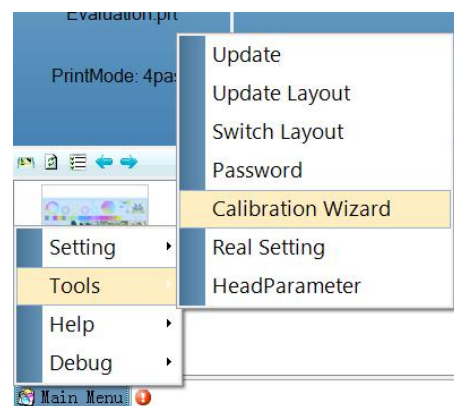 Evaluation.prt
PrintMode: 4pas
Update
Update Layout
Switch Layout
Password
Calibration Wizard
Real Setting
HeadParameter
Setting
Tools
Help
Debug
Main Menu